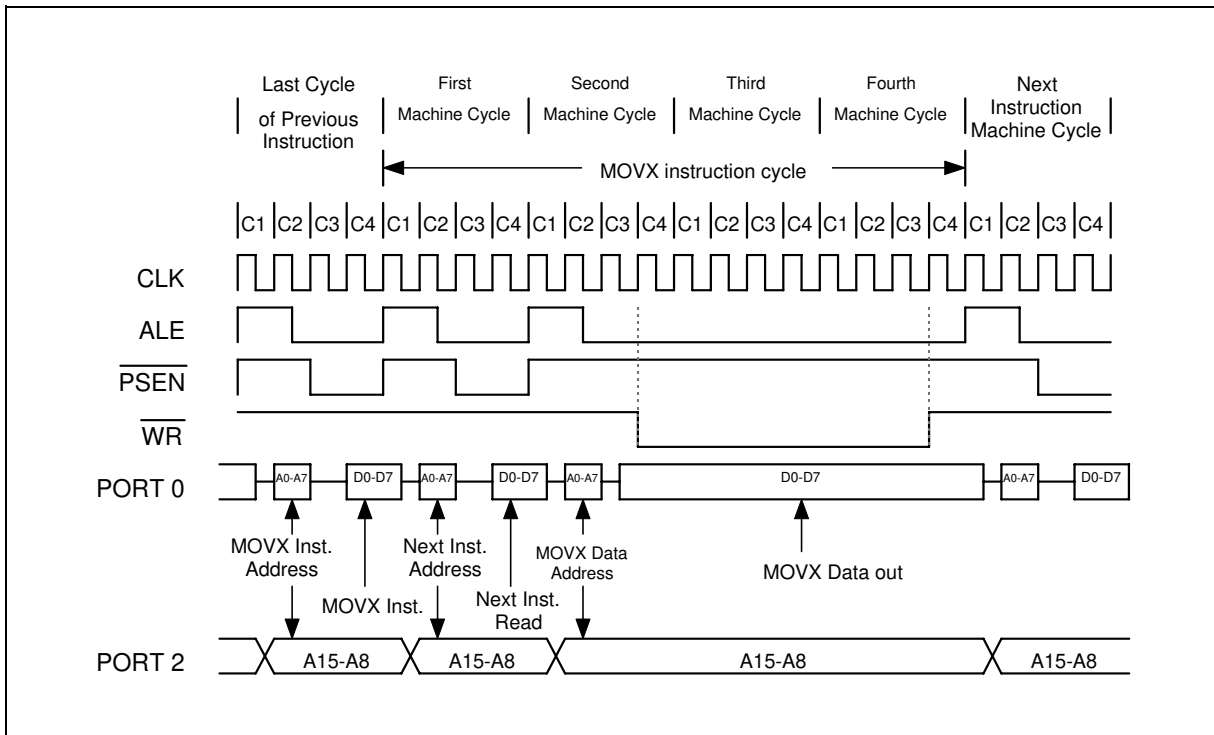 Last Cycle
of Previous
Instruction
First
Machine Cycle
Second
Machine Cycle
Third
Machine Cycle
Fourth
Machine Cycle
Next
Instruction
Machine Cycle
MOVX instruction cycle
C1 C2 C3 C4 C1 C2 C3 C4 C1 C2 C3 C4 C1 C2 C3 C4 C1 C2 C3 C4 C1 C2 C3 C4
CLK
ALE
PSEN
WR
PORT 0
A0-A7 D0-D7 A0-A7 D0-D7 A0-A7 D0-D7 A0-A7 D0-D7
MOVX Inst.
Address
MOVX Inst.
Next Inst.
Address
Next Inst.
Read
MOVX Data
Address
MOVX Data out
PORT 2
A15-A8 A15-A8 A15-A8 A15-A8